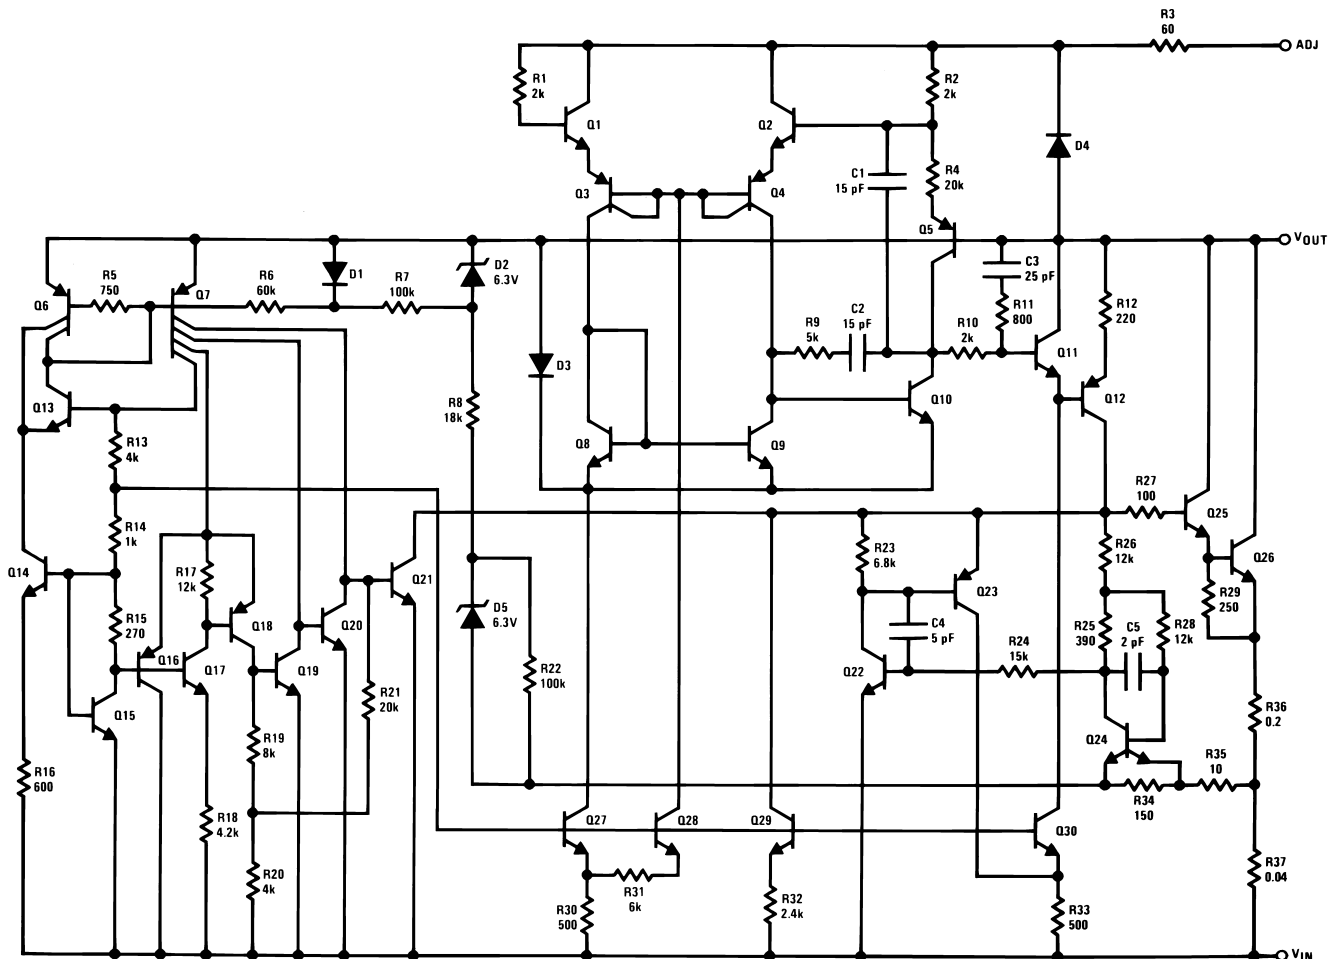 R3
60
ADJ
R1
2k
Q1
Q2
R2
2k
D4
C1
15 pF
R4
20k
Q3
Q4
Q5
VOUT
R5
750
Q6
Q7
R6
60k
D1
R7
100k
D2
6.3V
C3
25 pF
R11
800
R12
220
D3
R9
5k
C2
15 pF
R10
2k
Q11
Q12
Q13
R8
18k
Q10
R13
4k
Q8
Q9
R27
100
Q25
Q26
R14
1k
Q14
R17
12k
Q21
R23
6.8k
Q23
R26
12k
R29
250
R15
270
Q16
Q17
Q18
Q19
Q20
D5
6.3V
C4
5 pF
R25
390
C5
2 pF
R28
12k
R24
15k
Q22
R22
100k
Q15
R21
20k
R19
8k
Q24
R36
0.2
R35
10
R34
150
R16
600
R18
4.2k
Q27
Q28
Q29
Q30
R20
4k
R31
6k
R30
500
R32
2.4k
R33
500
R37
0.04
VIN